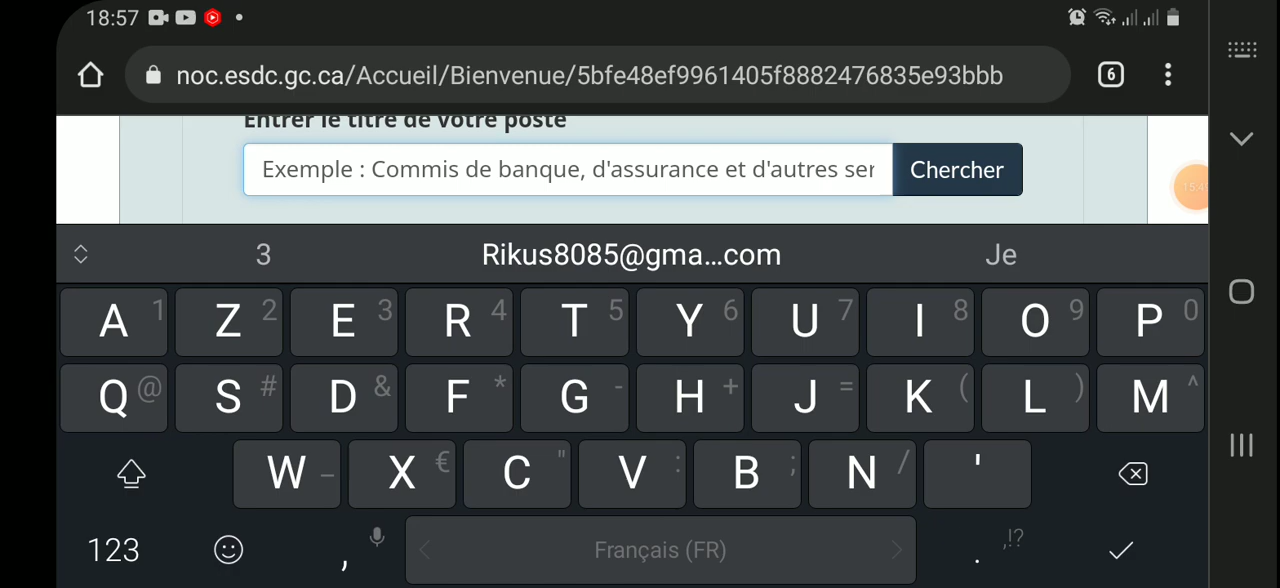 18:57
noc.esdc.gc.ca/Accueil/Bienvenue/5bfe48ef9961405f8882476835e93bbb
6
Entrer le titre de votre poste
Exemple : Commis de banque, d'assurance et d'autres ser
Chercher
15:4
3 Rikus8085@gma...com Je
A 1 Z 2 E 3 R 4 T 5 Y 6 U 7 I 8 O 9 P 0
Q @ S # D & F * G - H + J = K ( L ) M ^
W _ X € C " V : B ; N / '
123 , Français (FR) . ,!?